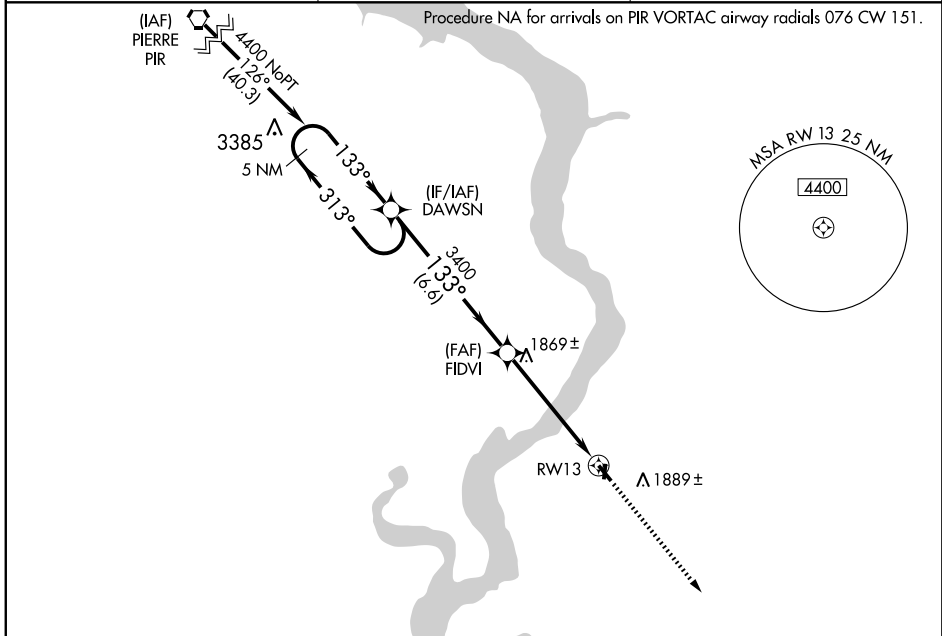 Procedure NA for arrivals on PIR VORTAC airway radials 076 CW 151.
(IAF)
PIERRE
PIR
4400 NoPT
126°
(40.3)
3385
5 NM
133°
313°
(IF/IAF)
DAWSN
3400
133°
(6.6)
(FAF)
FIDVI
1869±
RW13
1889±
MSA RW 13 25 NM
4400